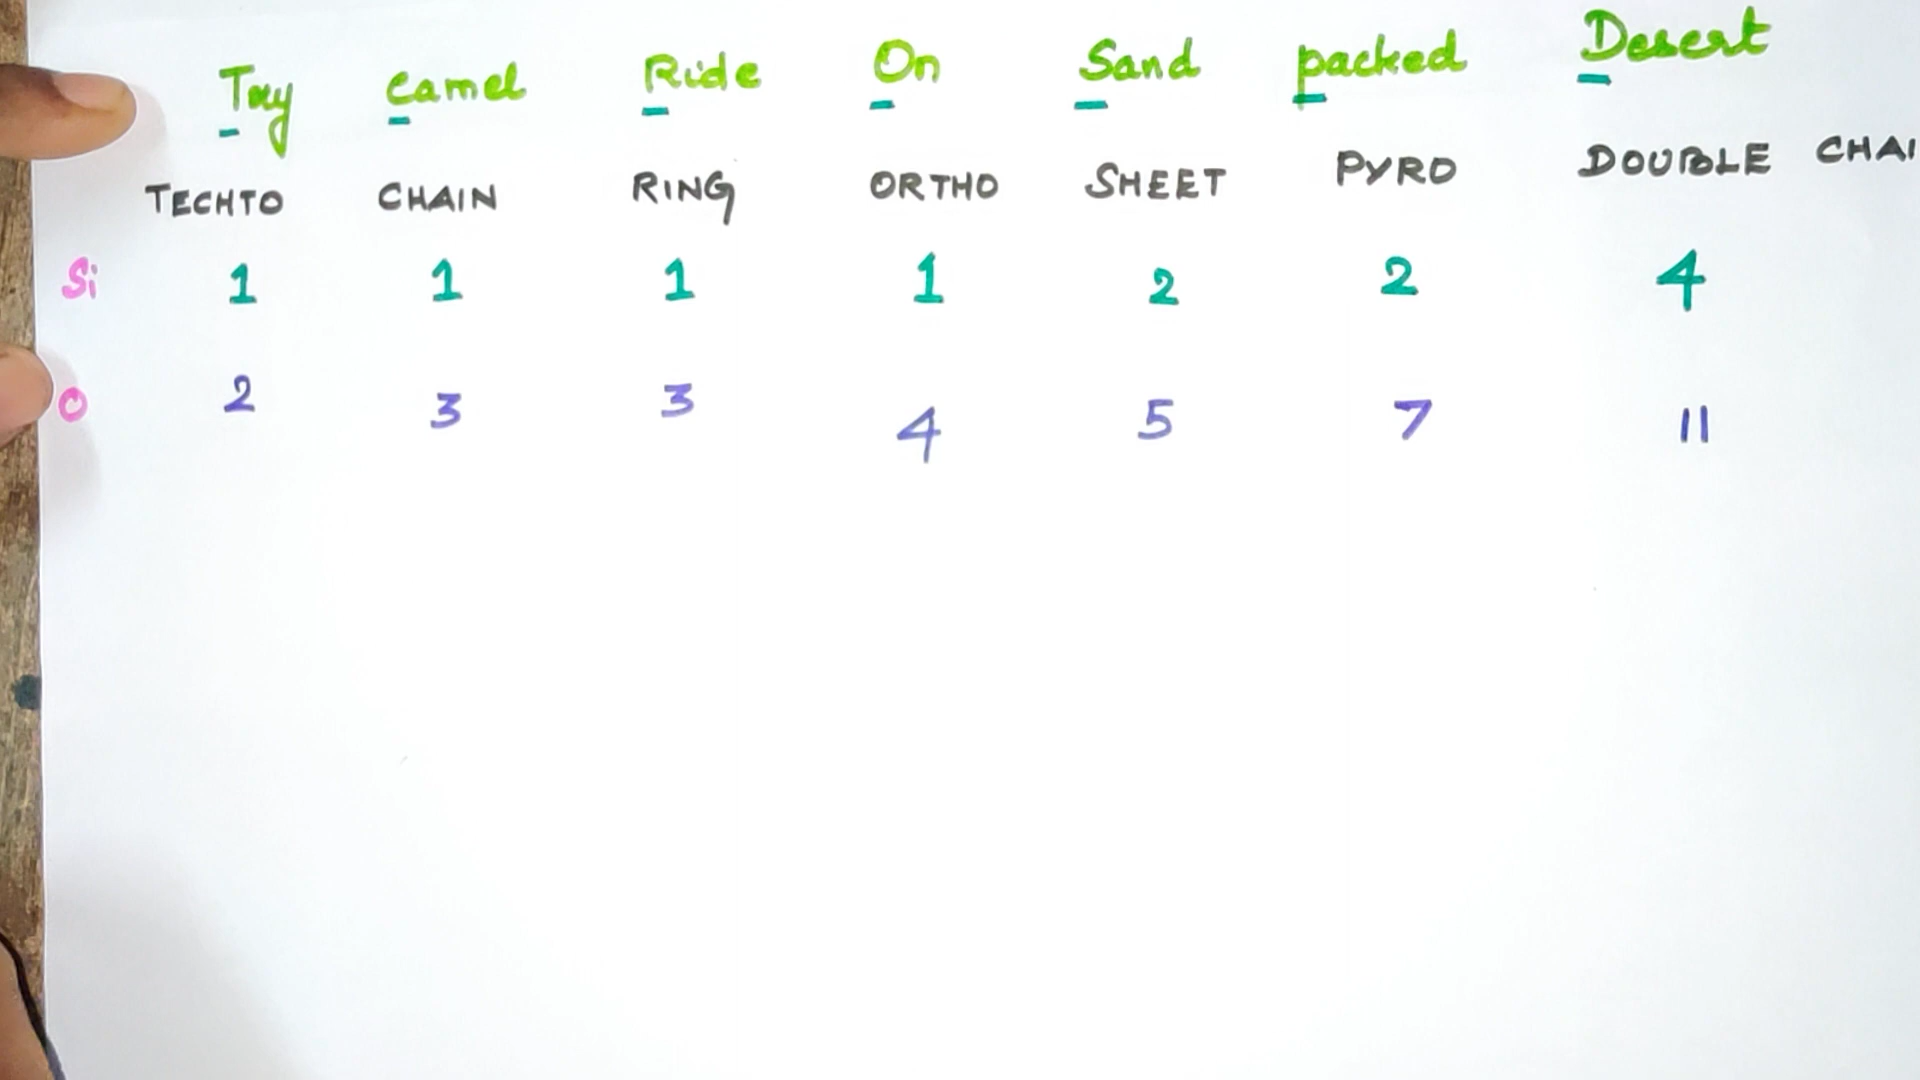 Try Camel Ride On Sand packed Desert
TECHTO CHAIN RING ORTHO SHEET PYRO DOUBLE CHAI
Si 1 1 1 1 2 2 4
O 2 3 3 4 5 7 11